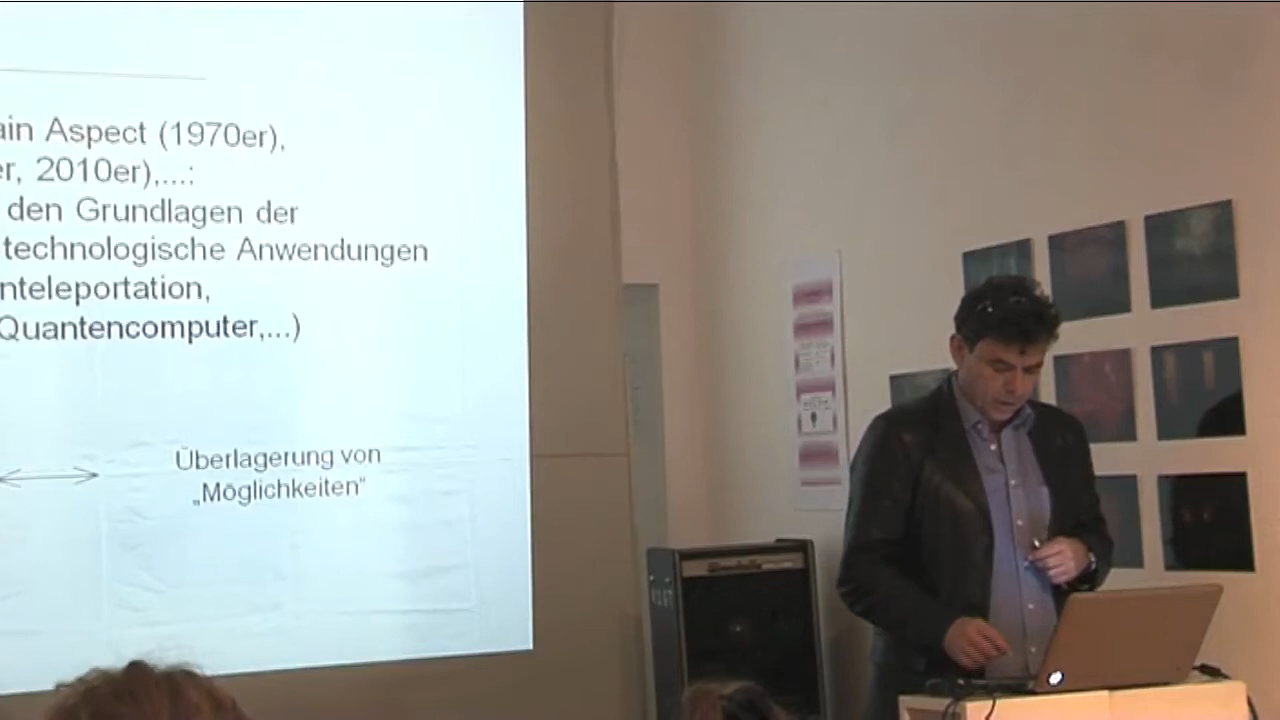 ain Aspect (1970er),
er, 2010er),...:
den Grundlagen der
technologische Anwendungen
nteleportation,
Quantencomputer,...)
Überlagerung von
„Möglichkeiten“